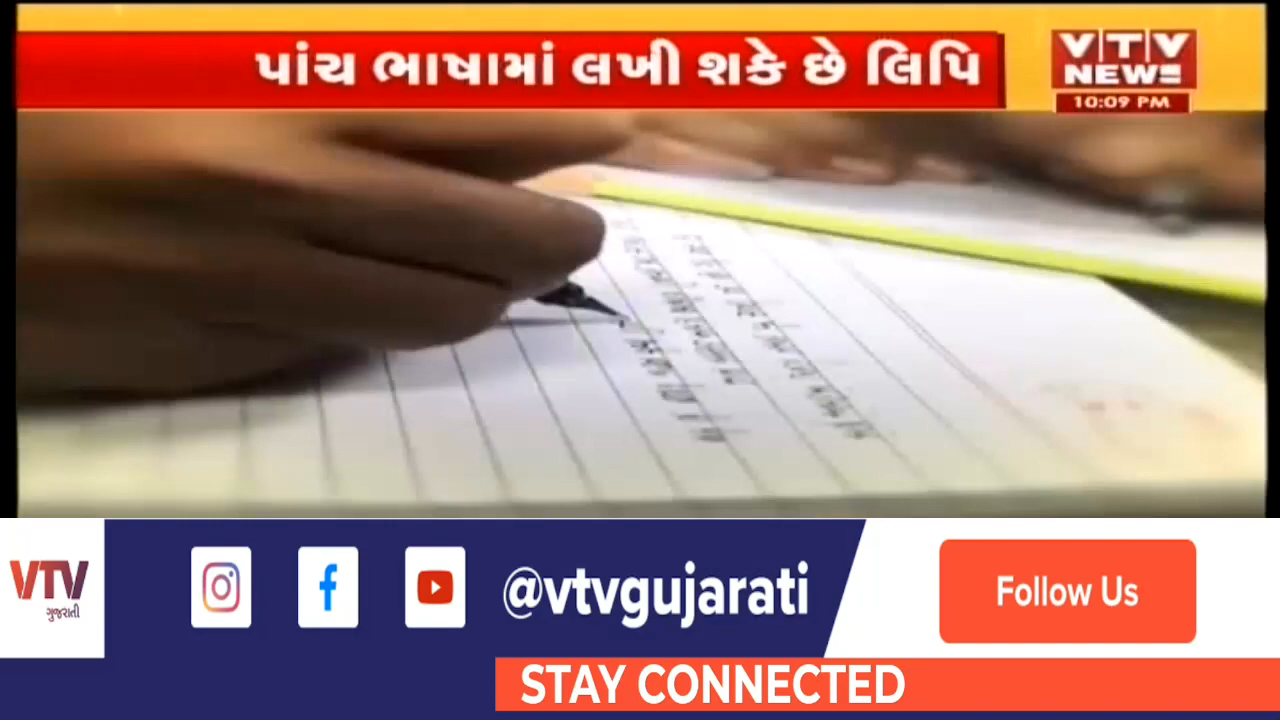 પાંચ ભાષામાં લખી શકે છે લિપિ
VTV
NEWS
10:09 PM
VTV
ગુજરાતી
@vtvgujarati
Follow Us
STAY CONNECTED